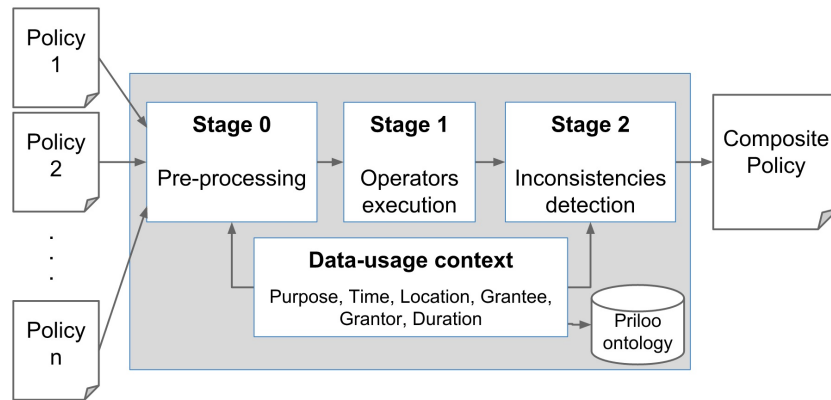 Policy
1
Policy
2
.
.
.
Policy
n
Stage 0
Pre-processing
Stage 1
Operators
execution
Stage 2
Inconsistencies
detection
Data-usage context
Purpose, Time, Location, Grantee,
Grantor, Duration
Priloo
ontology
Composite
Policy